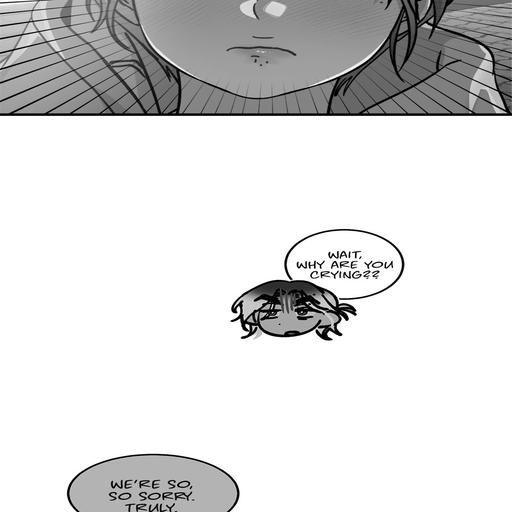 WAIT,
WHY ARE YOU
CRYING??
WE'RE SO,
SO SORRY.
TRULY.